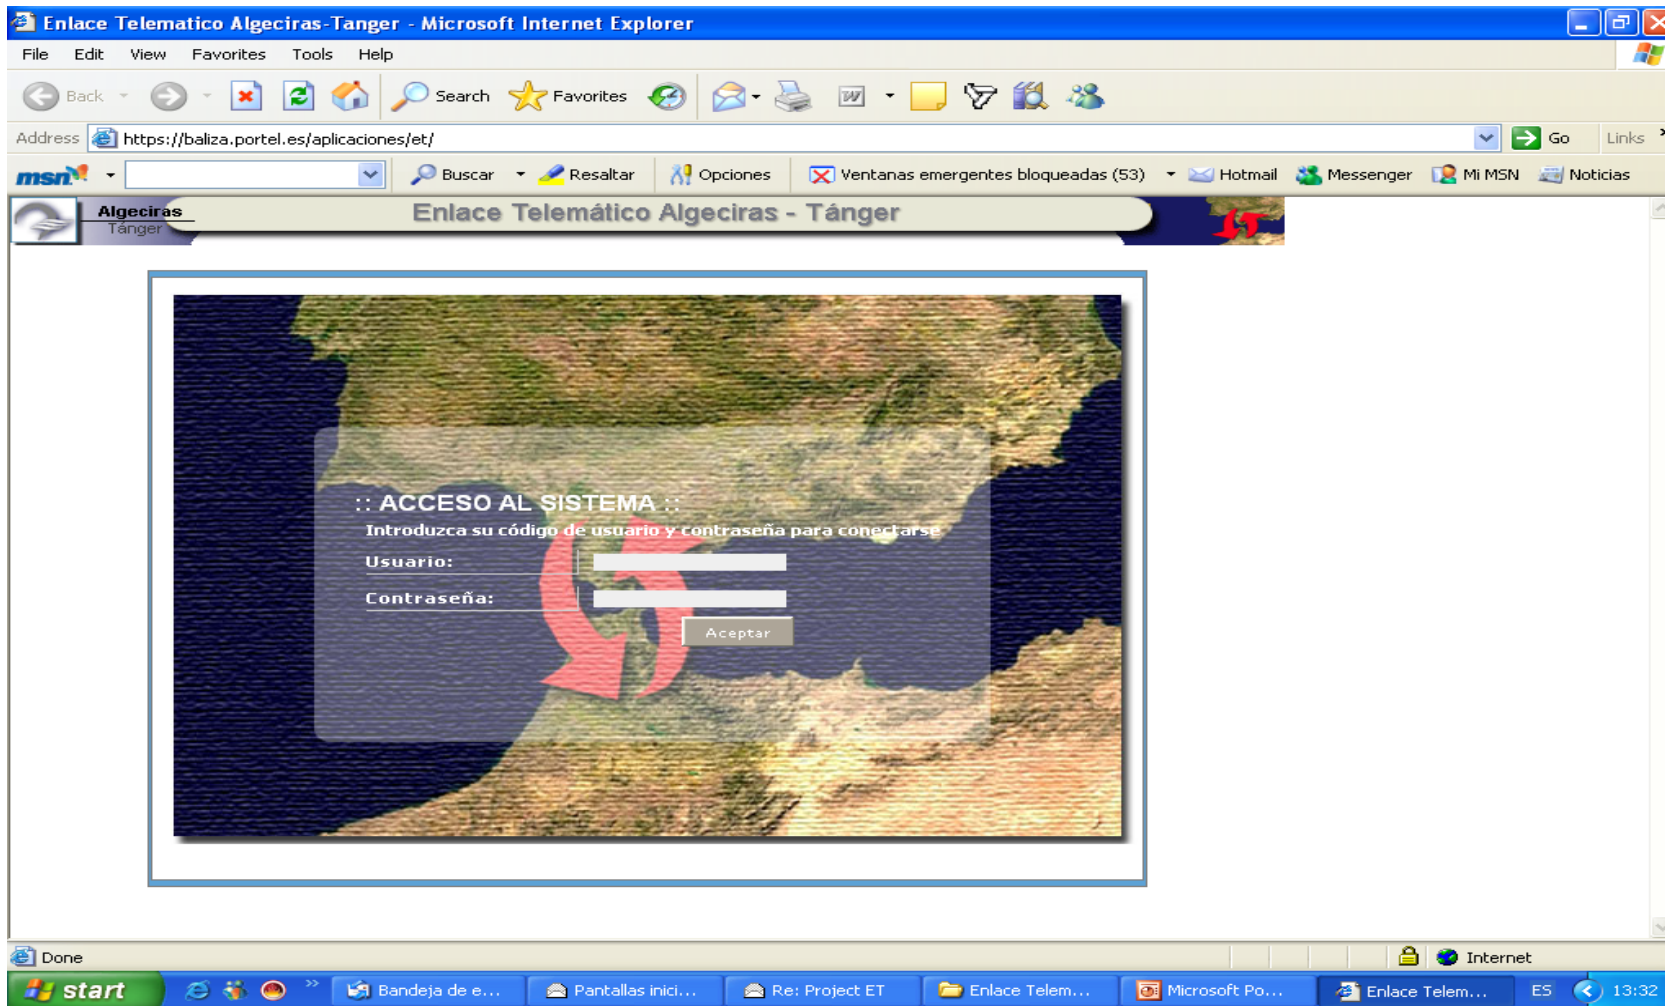 Enlace Telematico Algeciras-Tanger - Microsoft Internet Explorer
File Edit View Favorites Tools Help
Back Search Favorites
Address https://baliza.portel.es/aplicaciones/et/ Go Links
msn Buscar Resaltar Opciones Ventanas emergentes bloqueadas (53) Hotmail Messenger Mi MSN Noticias
Algeciras
Tánger
Enlace Telemático Algeciras - Tánger
:: ACCESO AL SISTEMA ::
Introduzca su código de usuario y contraseña para conectarse
Usuario:
Contraseña:
Aceptar
Done Internet
start Bandeja de e... Pantallas inici... Re: Project ET Enlace Telem... Microsoft Po... Enlace Telem... ES 13:32